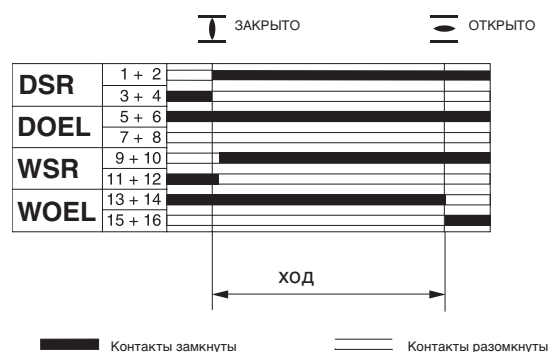 ЗАКРЫТО
ОТКРЫТО
DSR
1 + 2
3 + 4
DOEL
5 + 6
7 + 8
WSR
9 + 10
11 + 12
WOEL
13 + 14
15 + 16
ХОД
Контакты замкнуты
Контакты разомкнуты